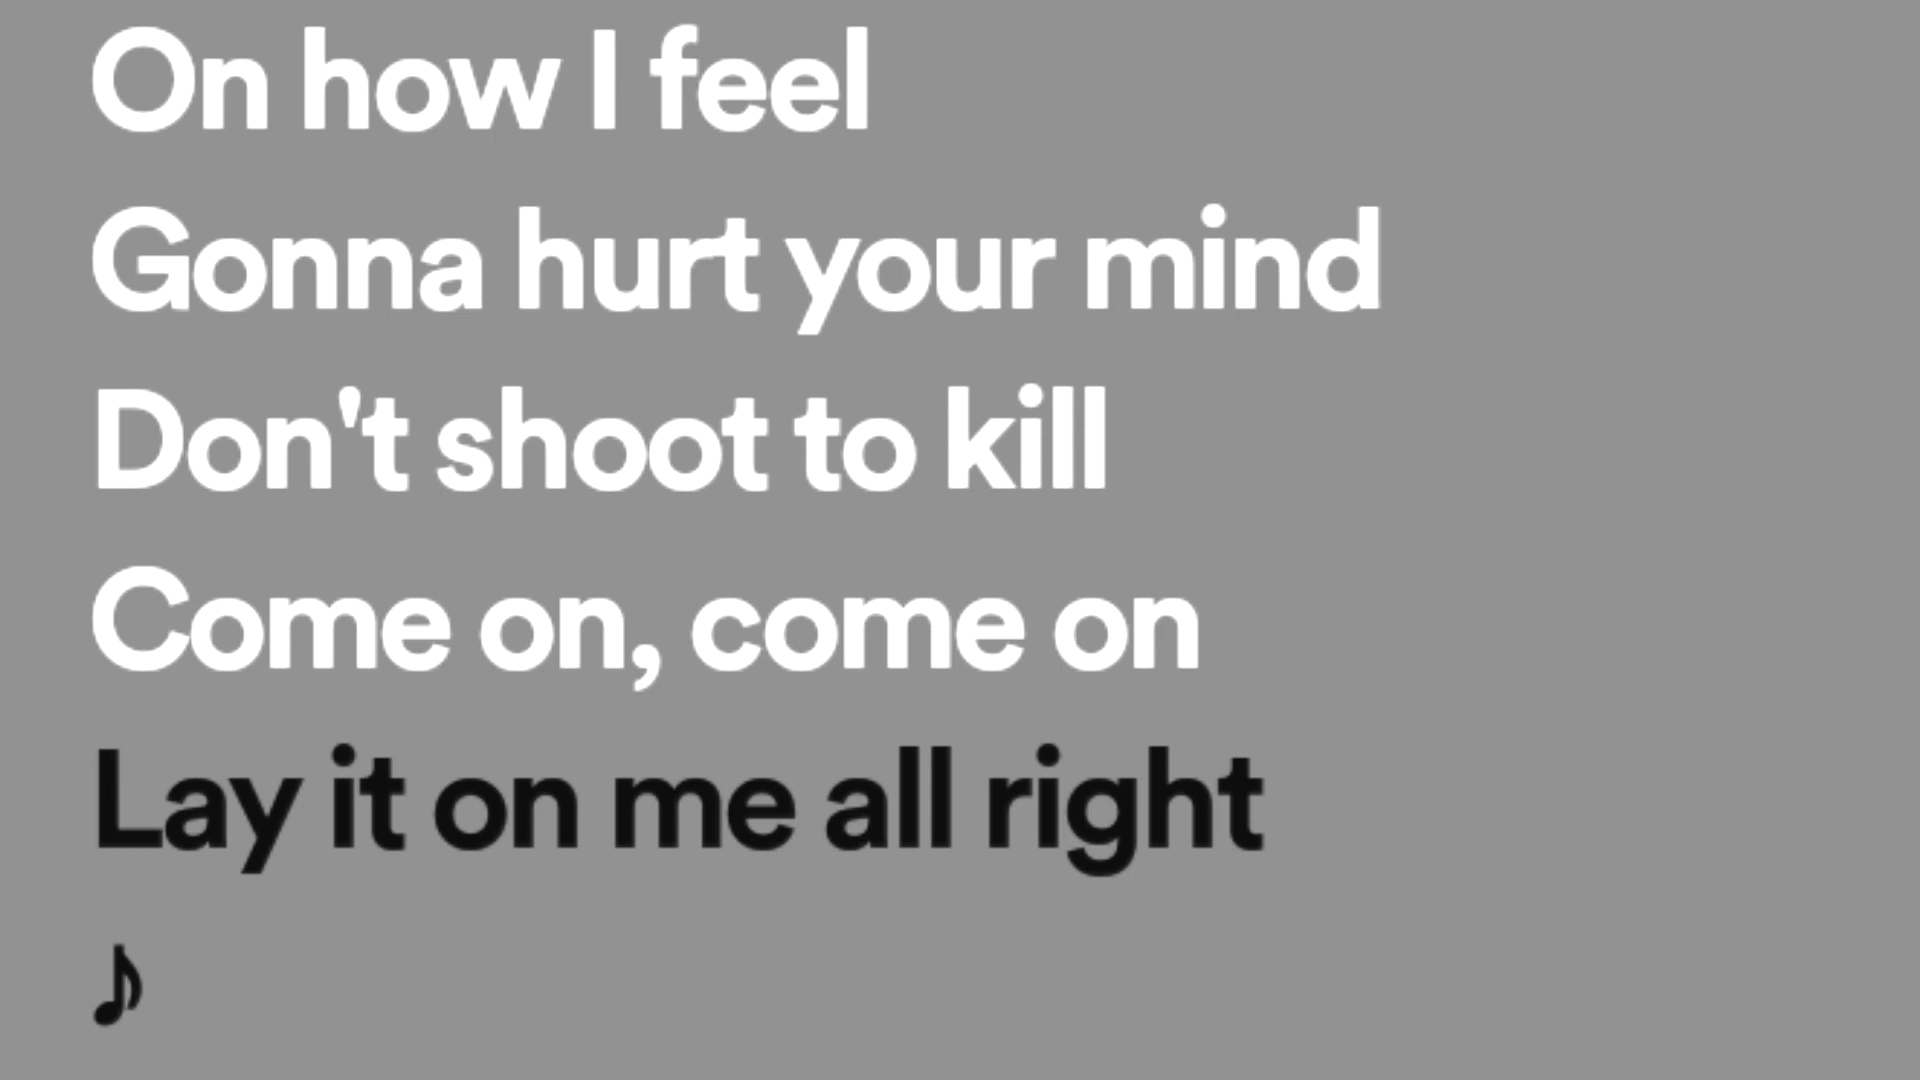 On how I feel
Gonna hurt your mind
Don't shoot to kill
Come on, come on
Lay it on me all right
♪